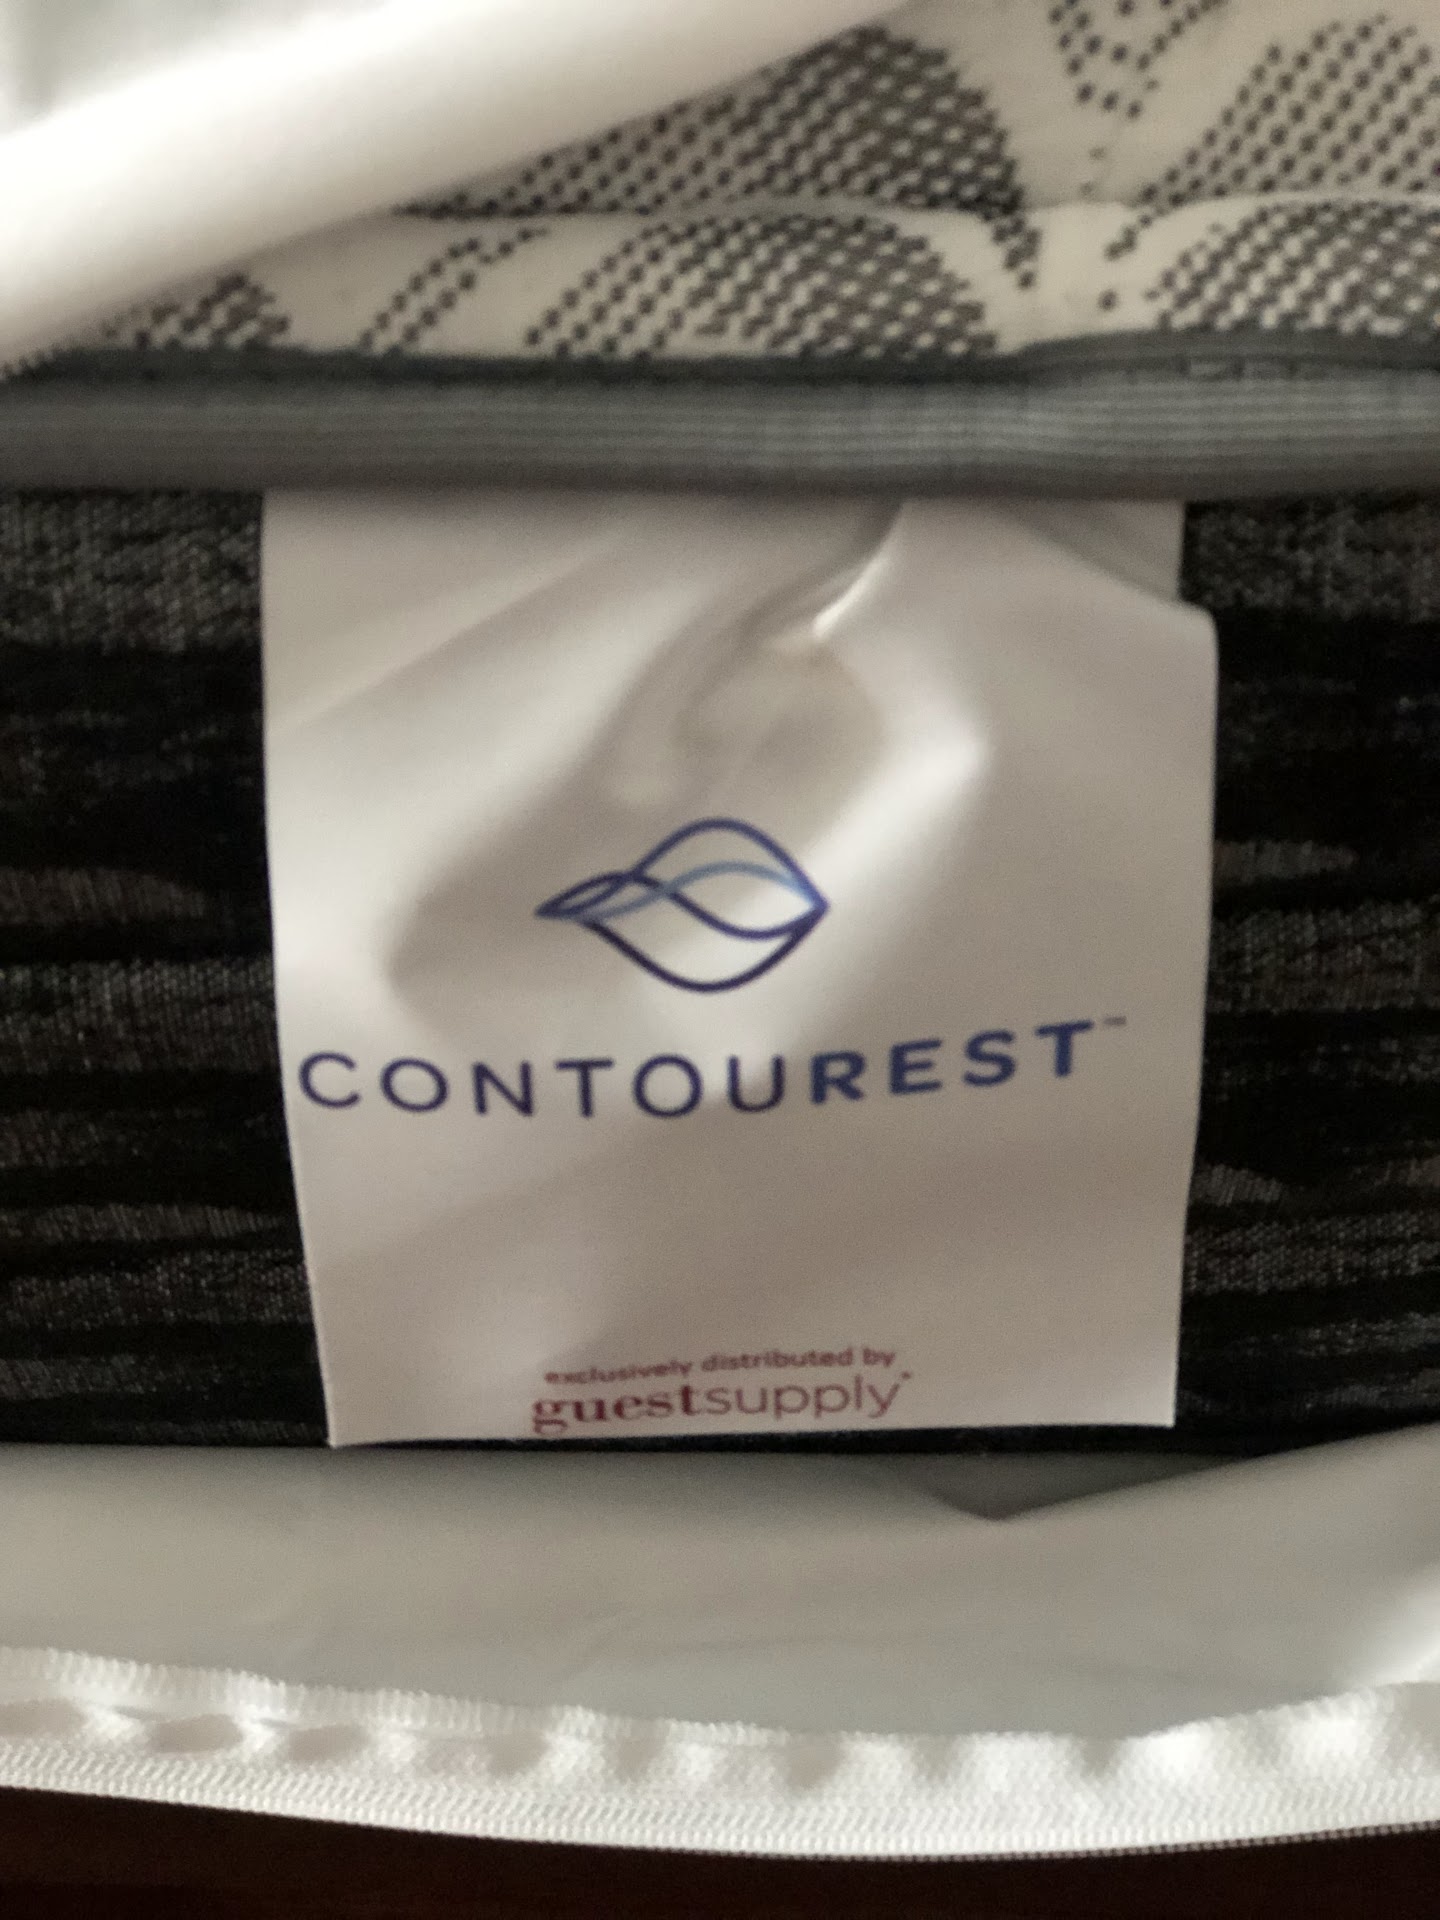 CONTOUREST™
exclusively distributed by
guestsupply®